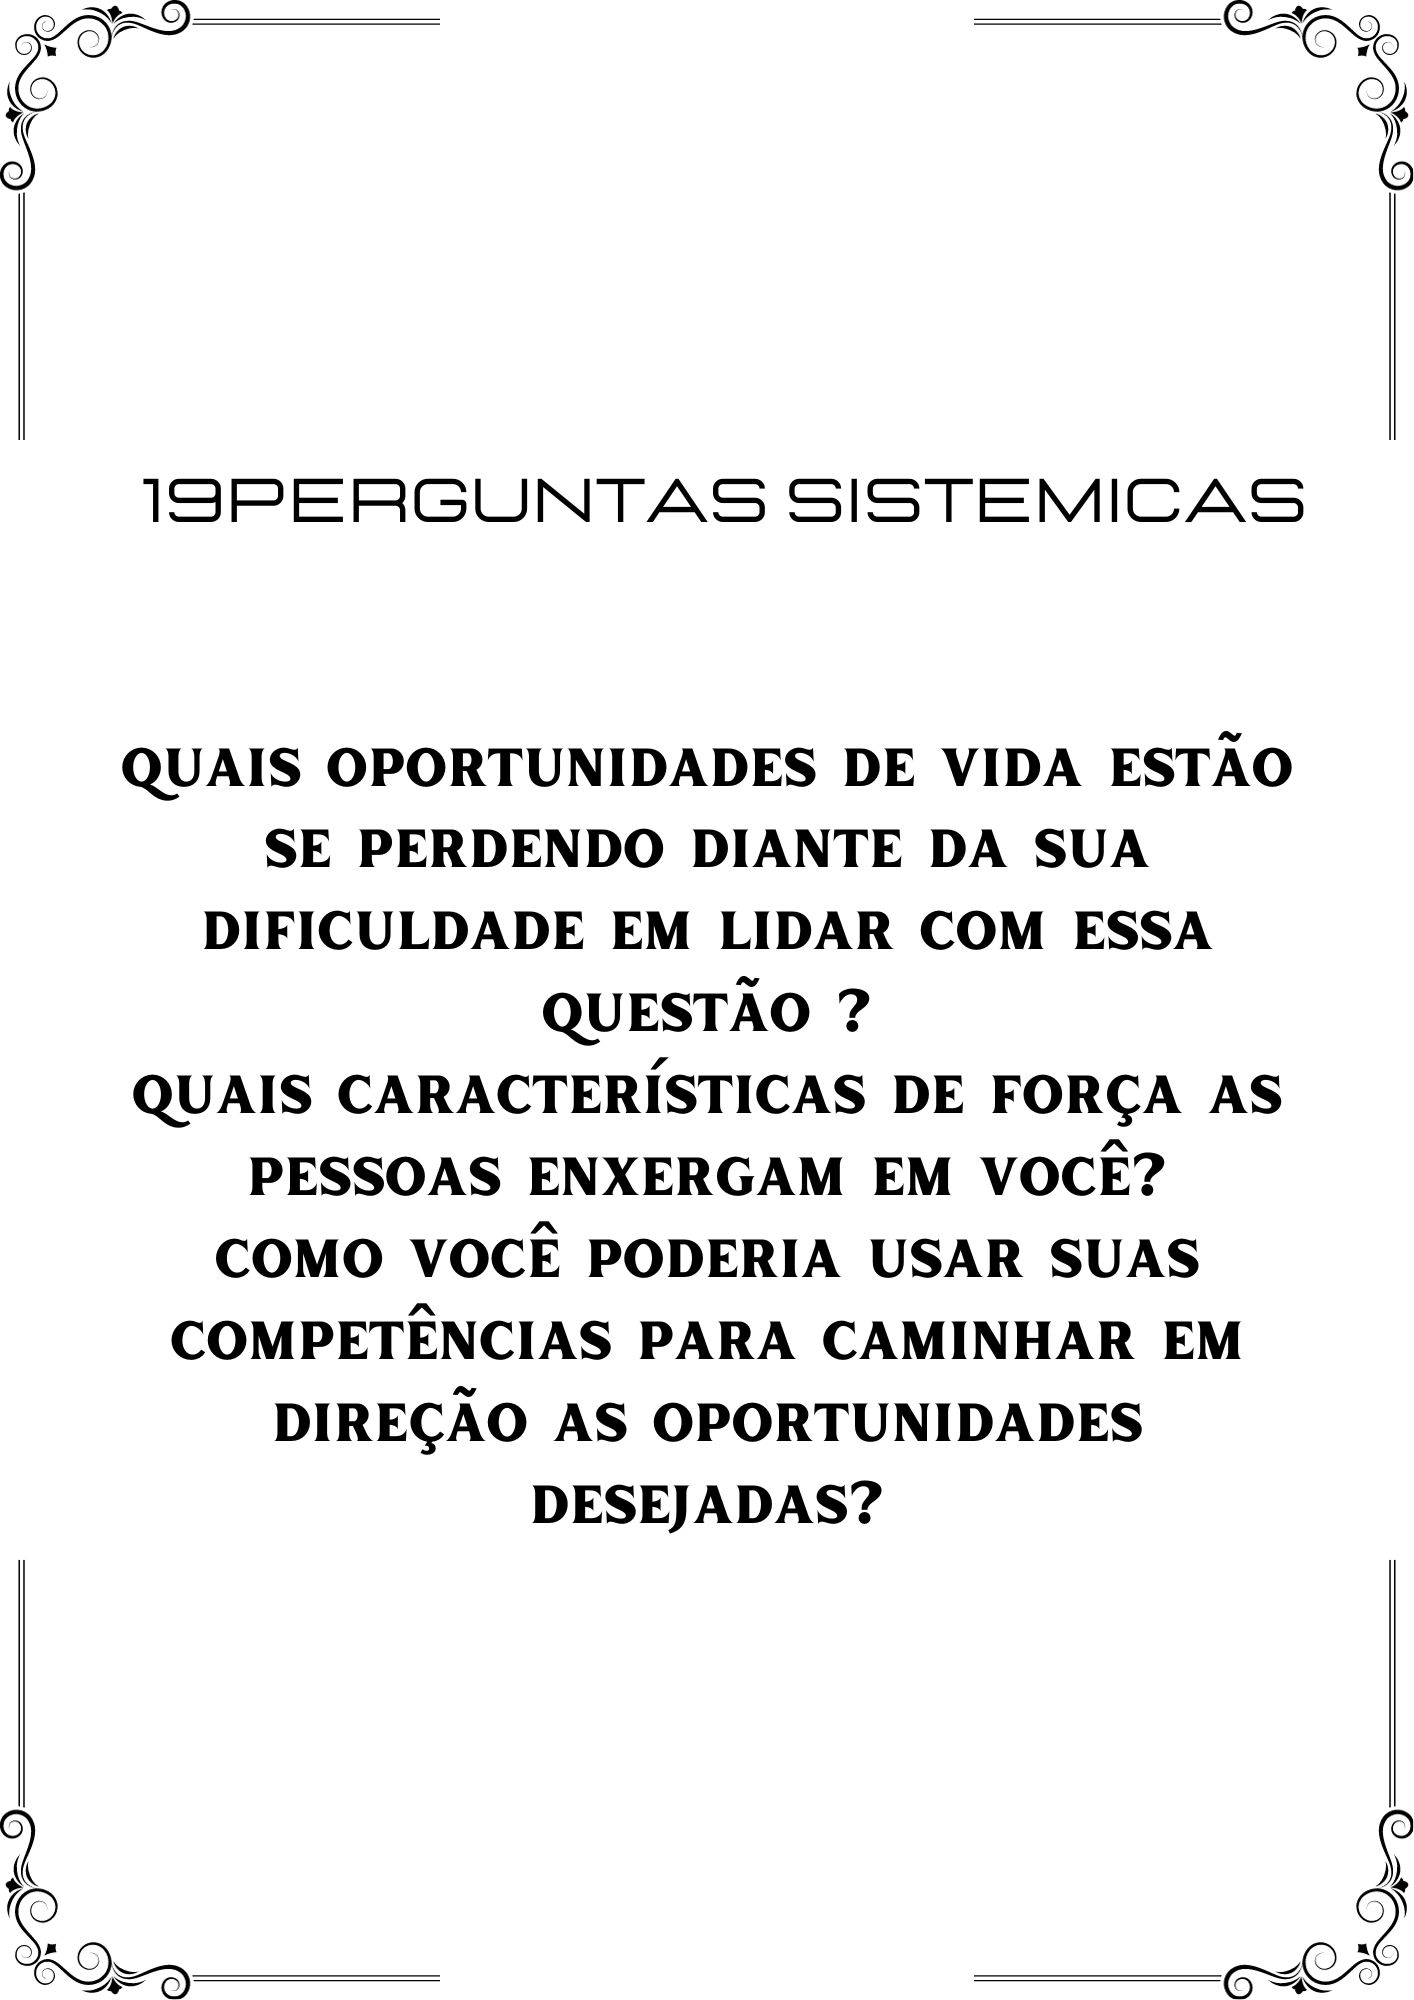 19PERGUNTAS SISTEMICAS
QUAIS OPORTUNIDADES DE VIDA ESTÃO
SE PERDENDO DIANTE DA SUA
DIFICULDADE EM LIDAR COM ESSA
QUESTÃO ?
QUAIS CARACTERÍSTICAS DE FORÇA AS
PESSOAS ENXERGAM EM VOCÊ?
COMO VOCÊ PODERIA USAR SUAS
COMPETÊNCIAS PARA CAMINHAR EM
DIREÇÃO AS OPORTUNIDADES
DESEJADAS?